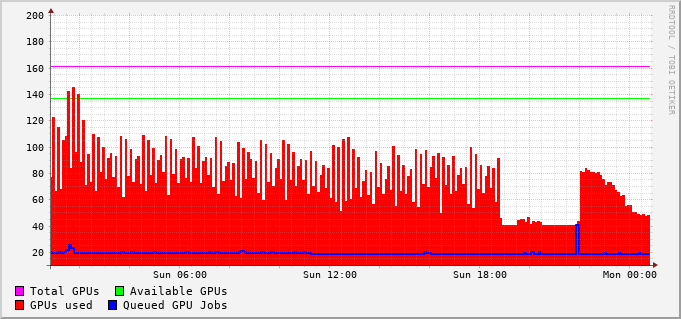 200
180
160
140
120
100
80
60
40
20
Sun 06:00 Sun 12:00 Sun 18:00 Mon 00:00
Total GPUs Available GPUs
GPUs used Queued GPU Jobs
RRDTOOL / TOBI OETIKER